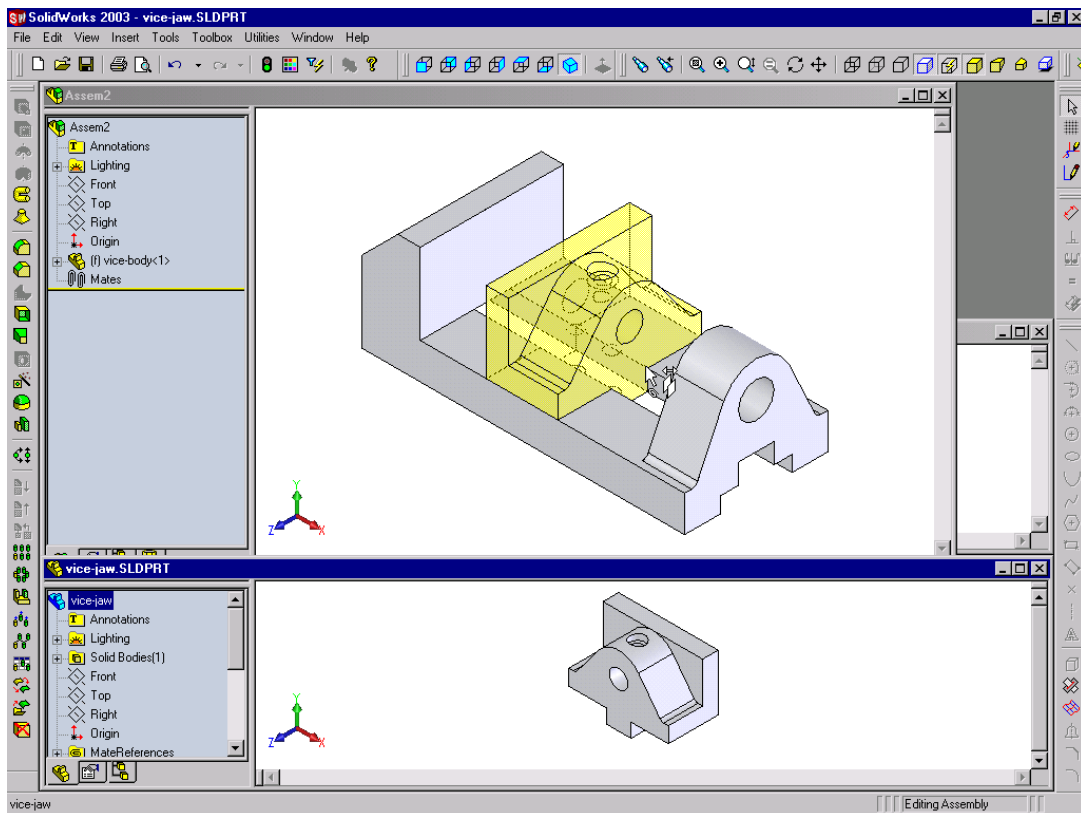 SolidWorks 2003 - vice-jaw.SLDPRT
File Edit View Insert Tools Toolbox Utilities Window Help
Assem2
Assem2
Annotations
Lighting
Front
Top
Right
Origin
(f) vice-body<1>
Mates
Y
Z
X
vice-jaw.SLDPRT
vice-jaw
Annotations
Lighting
Solid Bodies(1)
Front
Top
Right
Origin
MateReferences
Y
Z
X
vice-jaw
Editing Assembly